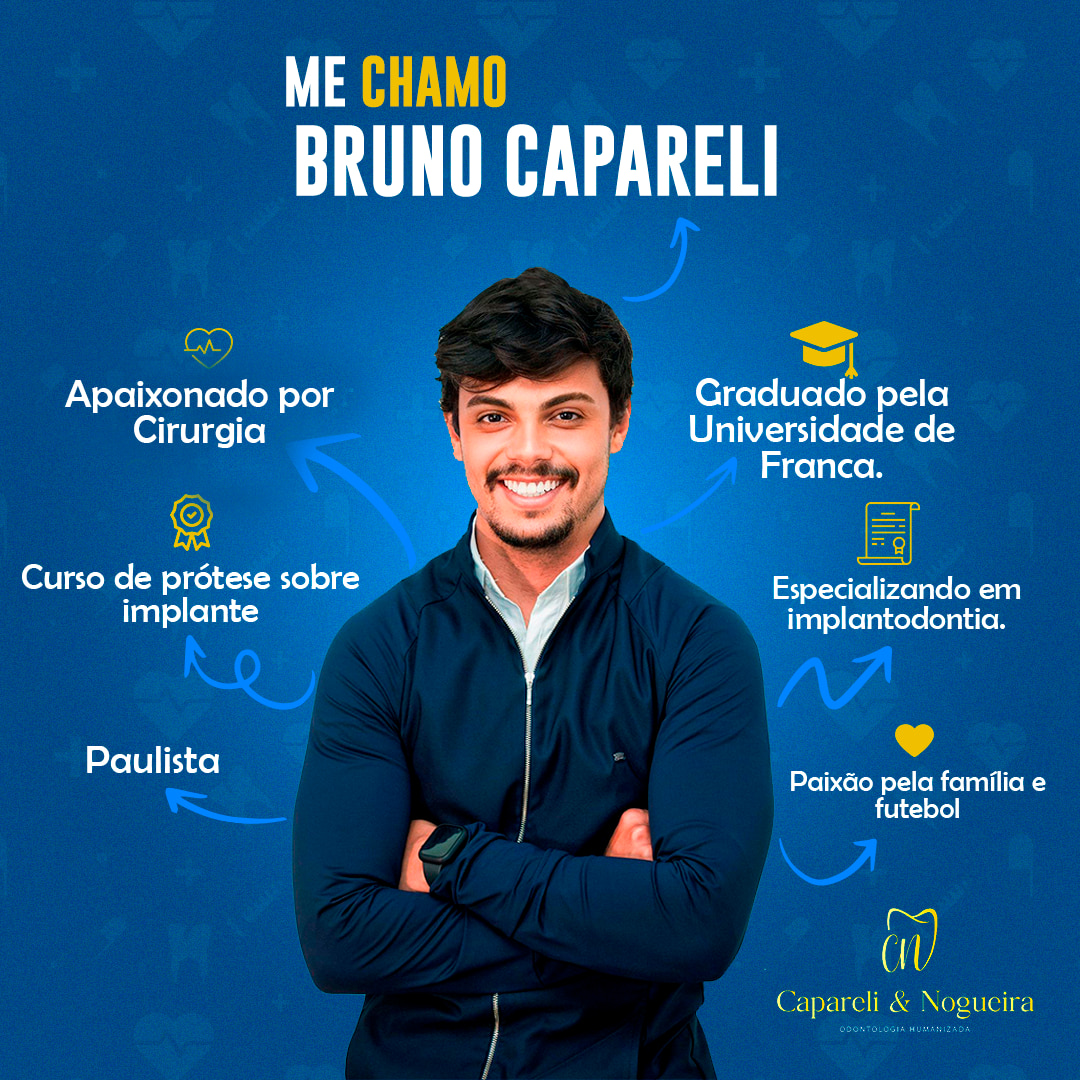 ME CHAMO
BRUNO CAPARELI
Apaixonado por
Cirurgia
Graduado pela
Universidade de
Franca.
Curso de prótese sobre
implante
Especializando em
implantodontia.
Paulista
Paixão pela família e
futebol
cn
Capareli & Nogueira
ODONTOLOGIA HUMANIZADA